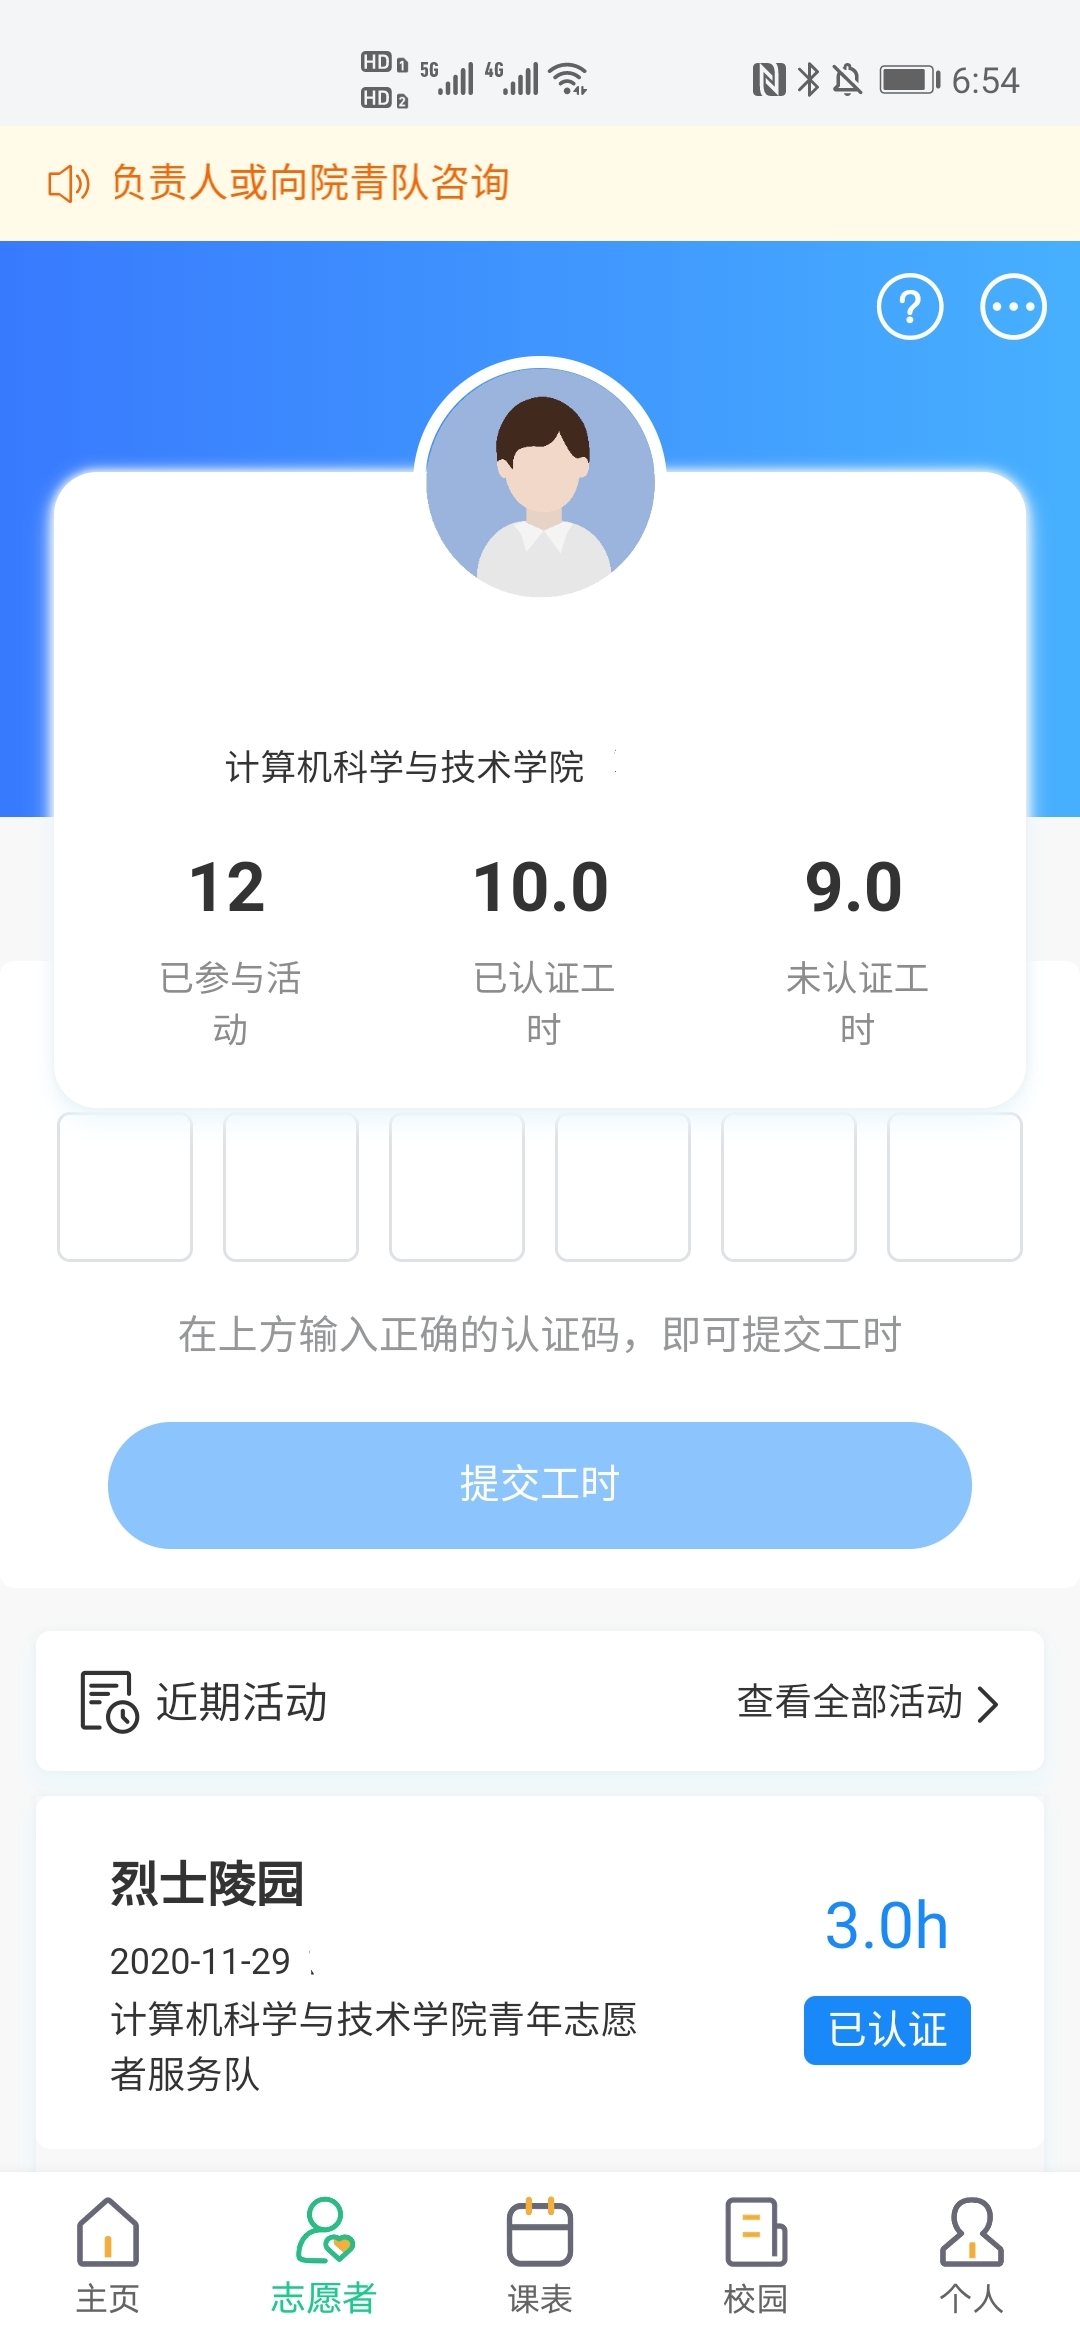 HD 1 5G 4G 6:54
HD 2
负责人或向院青队咨询
计算机科学与技术学院
12 10.0 9.0
已参与活 已认证工 未认证工
动 时 时
在上方输入正确的认证码，即可提交工时
提交工时
近期活动 查看全部活动
烈士陵园
3.0h
2020-11-29
计算机科学与技术学院青年志愿
已认证
者服务队
主页 志愿者 课表 校园 个人